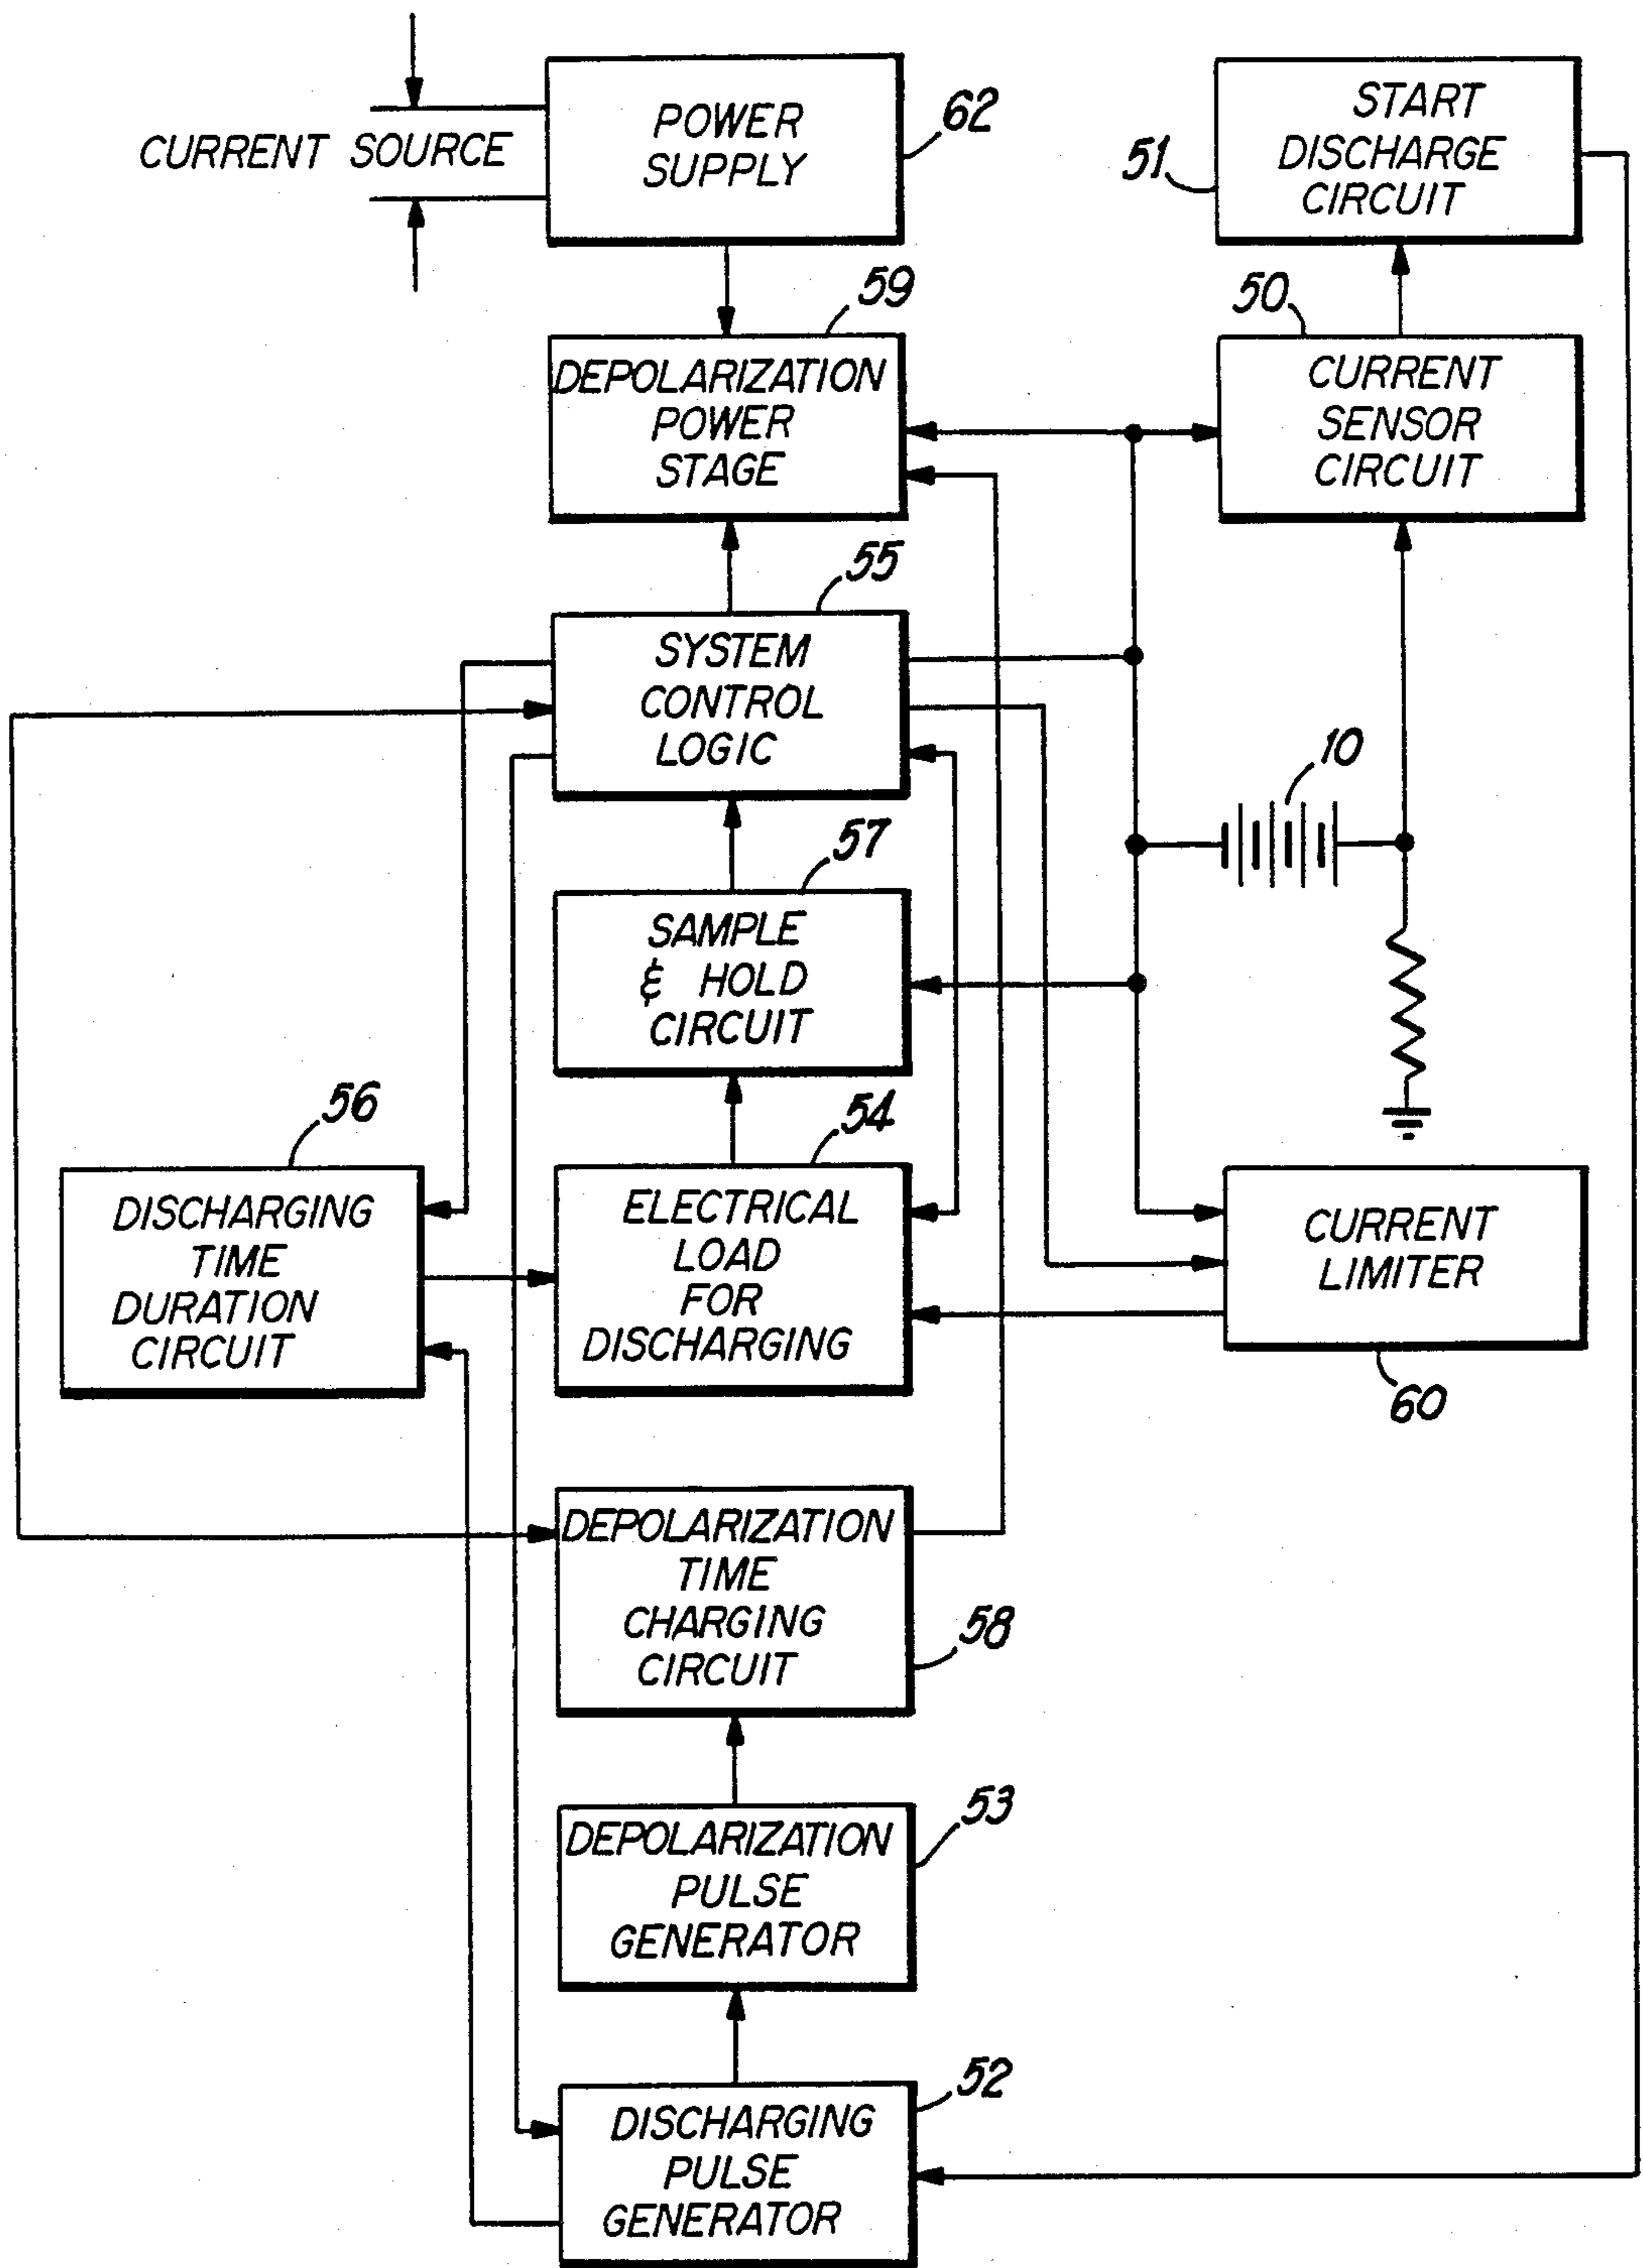 CURRENT SOURCE
POWER
SUPPLY
62
START
DISCHARGE
CIRCUIT
51
59
DEPOLARIZATION
POWER
STAGE
50
CURRENT
SENSOR
CIRCUIT
55
SYSTEM
CONTROL
LOGIC
10
57
SAMPLE
& HOLD
CIRCUIT
56
DISCHARGING
TIME
DURATION
CIRCUIT
54
ELECTRICAL
LOAD
FOR
DISCHARGING
CURRENT
LIMITER
60
DEPOLARIZATION
TIME
CHARGING
CIRCUIT
58
DEPOLARIZATION
PULSE
GENERATOR
53
DISCHARGING
PULSE
GENERATOR
52